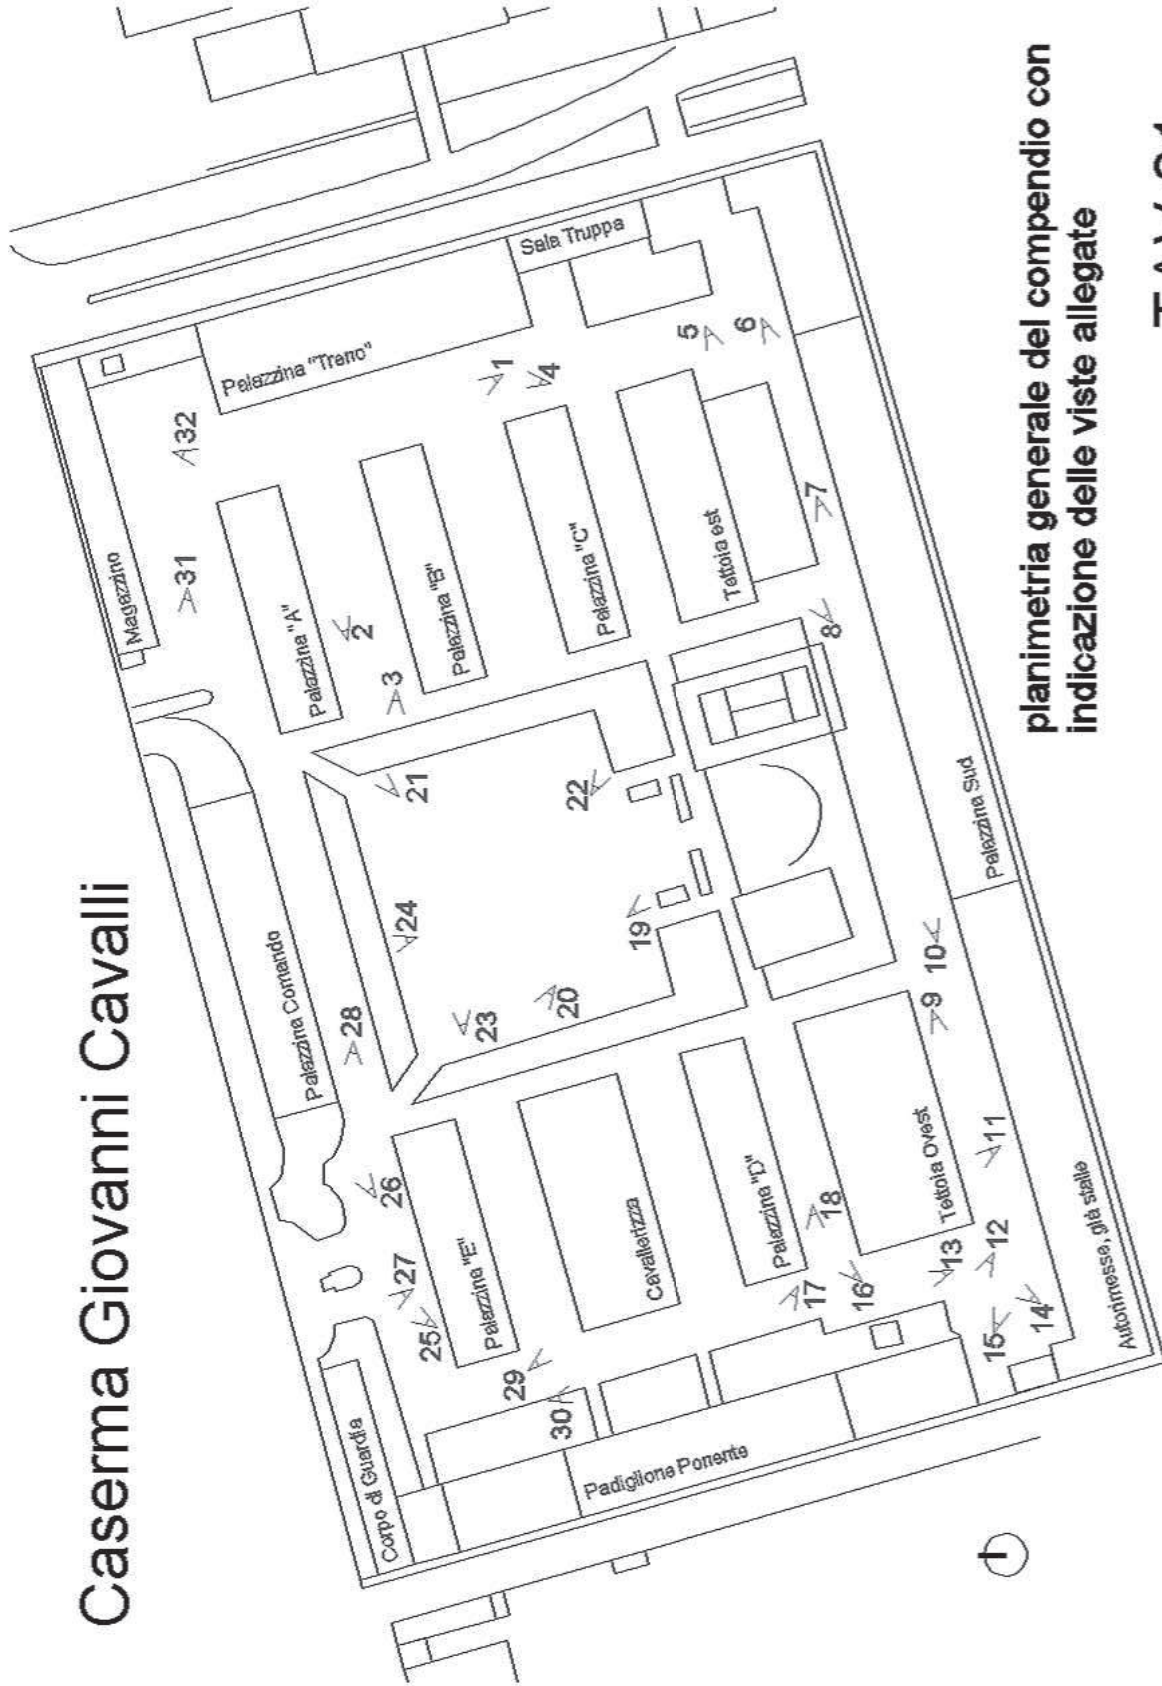 Caserma Giovanni Cavalli
Corpo di Guardia
Palazzina Comando
Magazzino
31
32
28
26
27
25
Palazzina "E"
Palazzina "A"
Palazzina "Treno"
2
3
21
24
23
20
29
30
Cavallerizza
Palazzina "B"
1
4
Sala Truppa
22
19
Palazzina "C"
Padiglione Ponente
Palazzina "D"
17
18
16
Tettoia est
5
6
7
8
Tettoia Ovest
9
10
13
11
12
15
14
Palazzina Sud
Autorimesse, già stalle
planimetria generale del compendio con
indicazione delle viste allegate